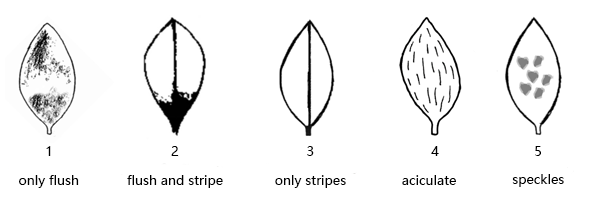 1 2 3 4 5
only flush flush and stripe only stripes aciculate speckles